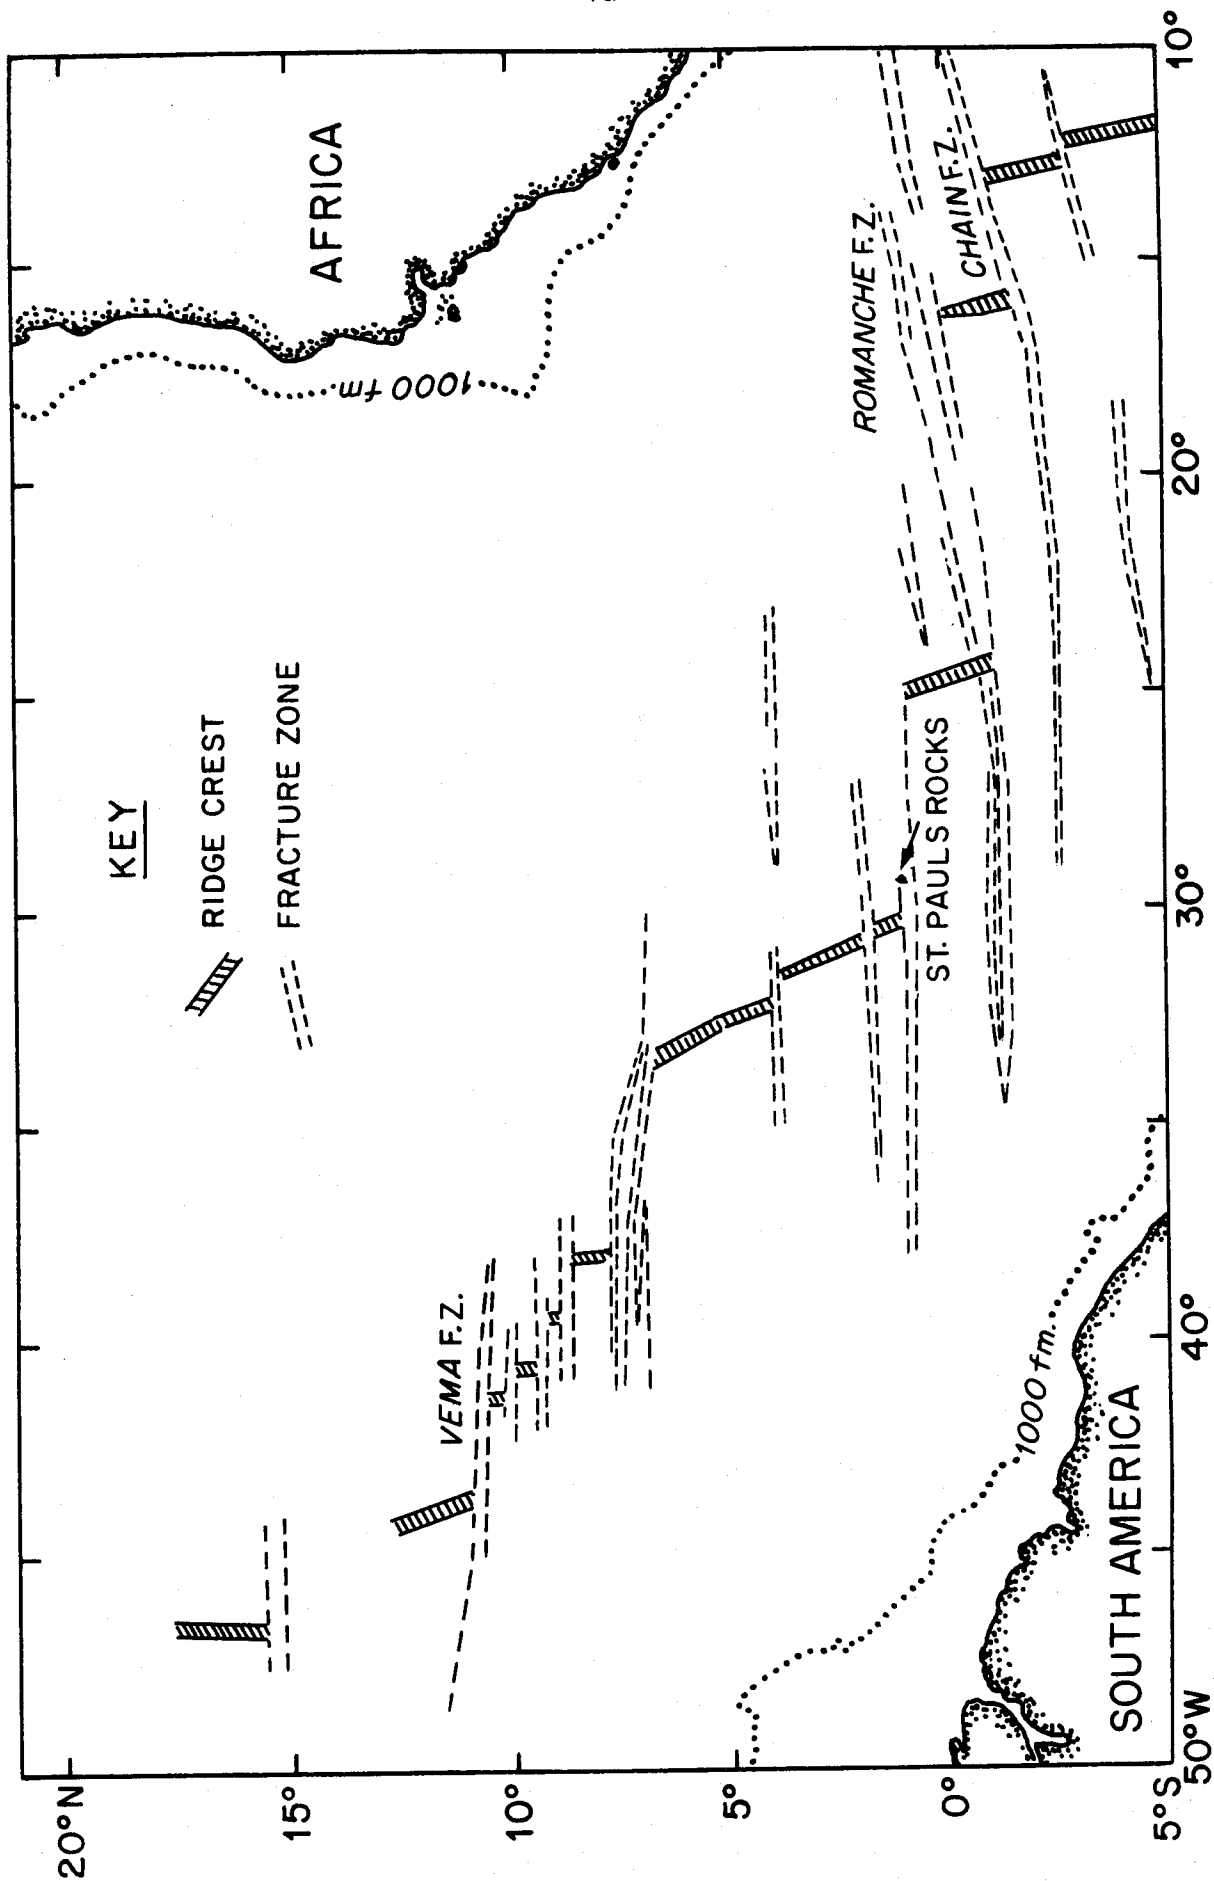 KEY
RIDGE CREST
FRACTURE ZONE
AFRICA
1000 fm.
VEMA F.Z.
ROMANCHE F.Z.
CHAIN F.Z.
ST. PAULS ROCKS
1000 fm.
SOUTH AMERICA
20°N
15°
10°
5°
0°
5°S
50°W
40°
30°
20°
10°